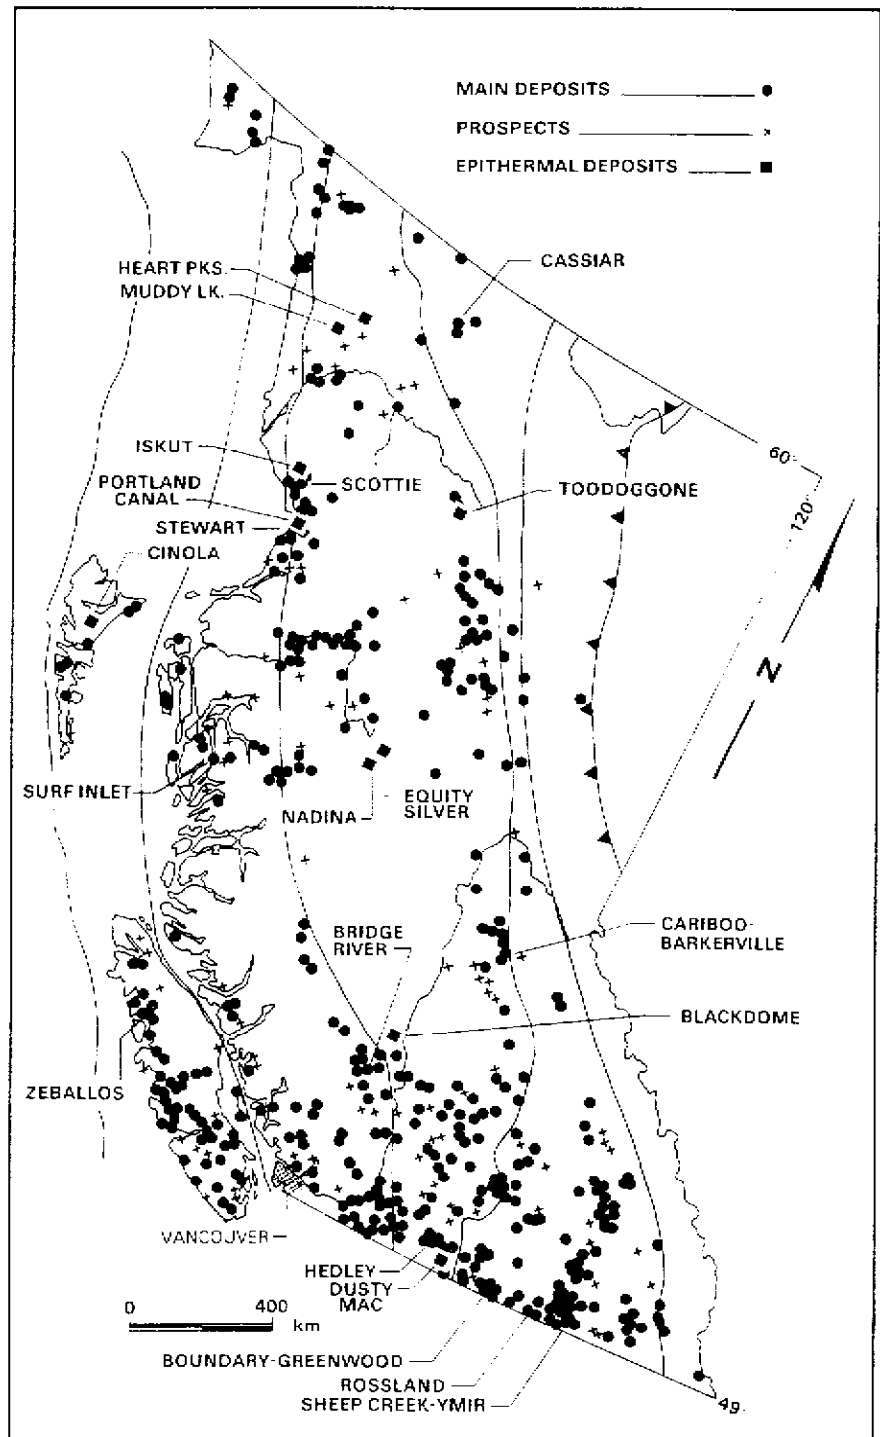 MAIN DEPOSITS
PROSPECTS
EPITHERMAL DEPOSITS
HEART PKS.
MUDDY LK.
CASSIAR
ISKUT
SCOTTIE
PORTLAND
CANAL
STEWART
CINOLA
TOODOGGONE
60°
120°
N
SURF INLET
NADINA
EQUITY
SILVER
BRIDGE
RIVER
CARIBOO-
BARKERVILLE
BLACKDOME
ZEBALLOS
VANCOUVER
HEDLEY
DUSTY
MAC
0 400
km
BOUNDARY-GREENWOOD
ROSSLAND
SHEEP CREEK-YMIR
49°